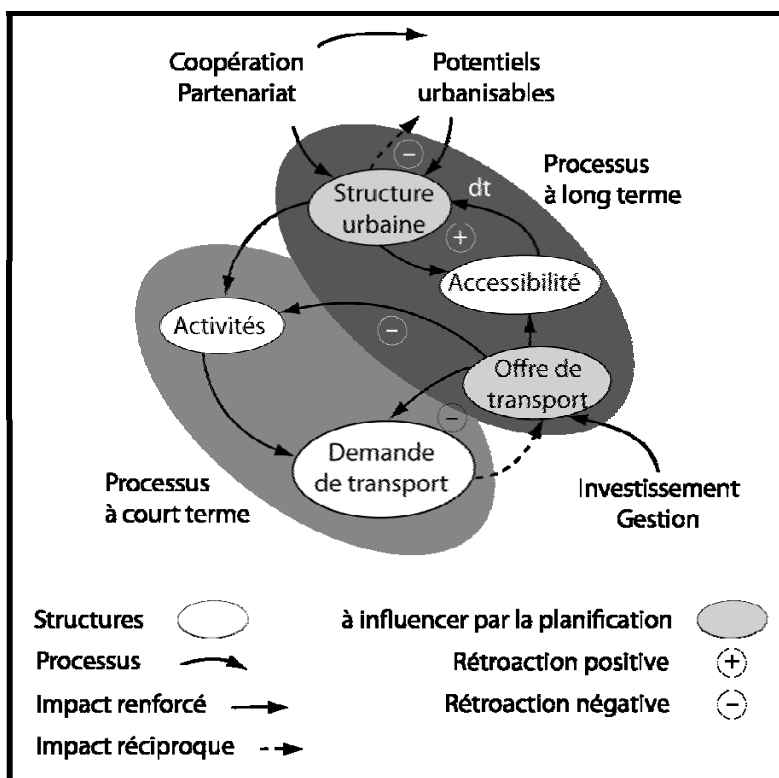 Coopération
Partenariat
Potentiels
urbanisables
−
Structure
urbaine
dt
Processus
à long terme
+
Accessibilité
Activités
−
Offre de
transport
−
Demande
de transport
Processus
à court terme
Investissement
Gestion
Structures
à influencer par la planification
Processus
Rétroaction positive
+
Impact renforcé
Rétroaction négative
−
Impact réciproque